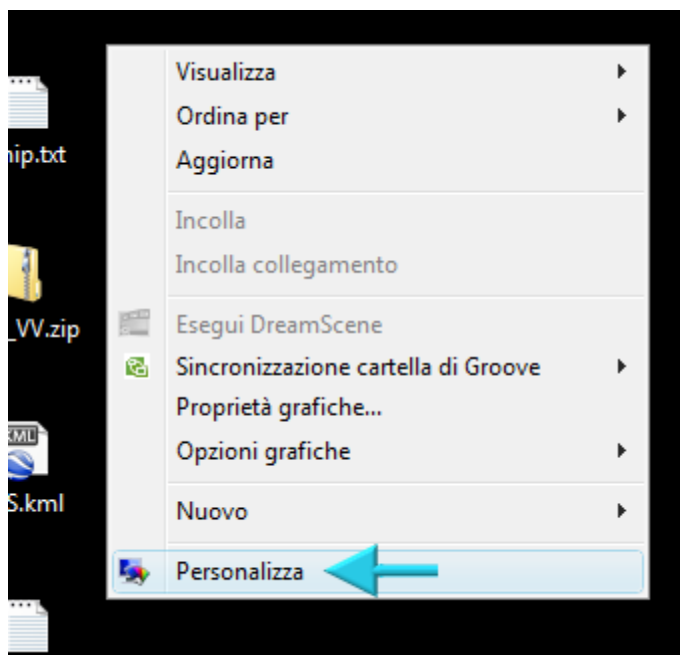 Visualizza
Ordina per
Aggiorna
Incolla
Incolla collegamento
Esegui DreamScene
Sincronizzazione cartella di Groove
Proprietà grafiche...
Opzioni grafiche
Nuovo
Personalizza
ip.txt
_VV.zip
KML
S.kml